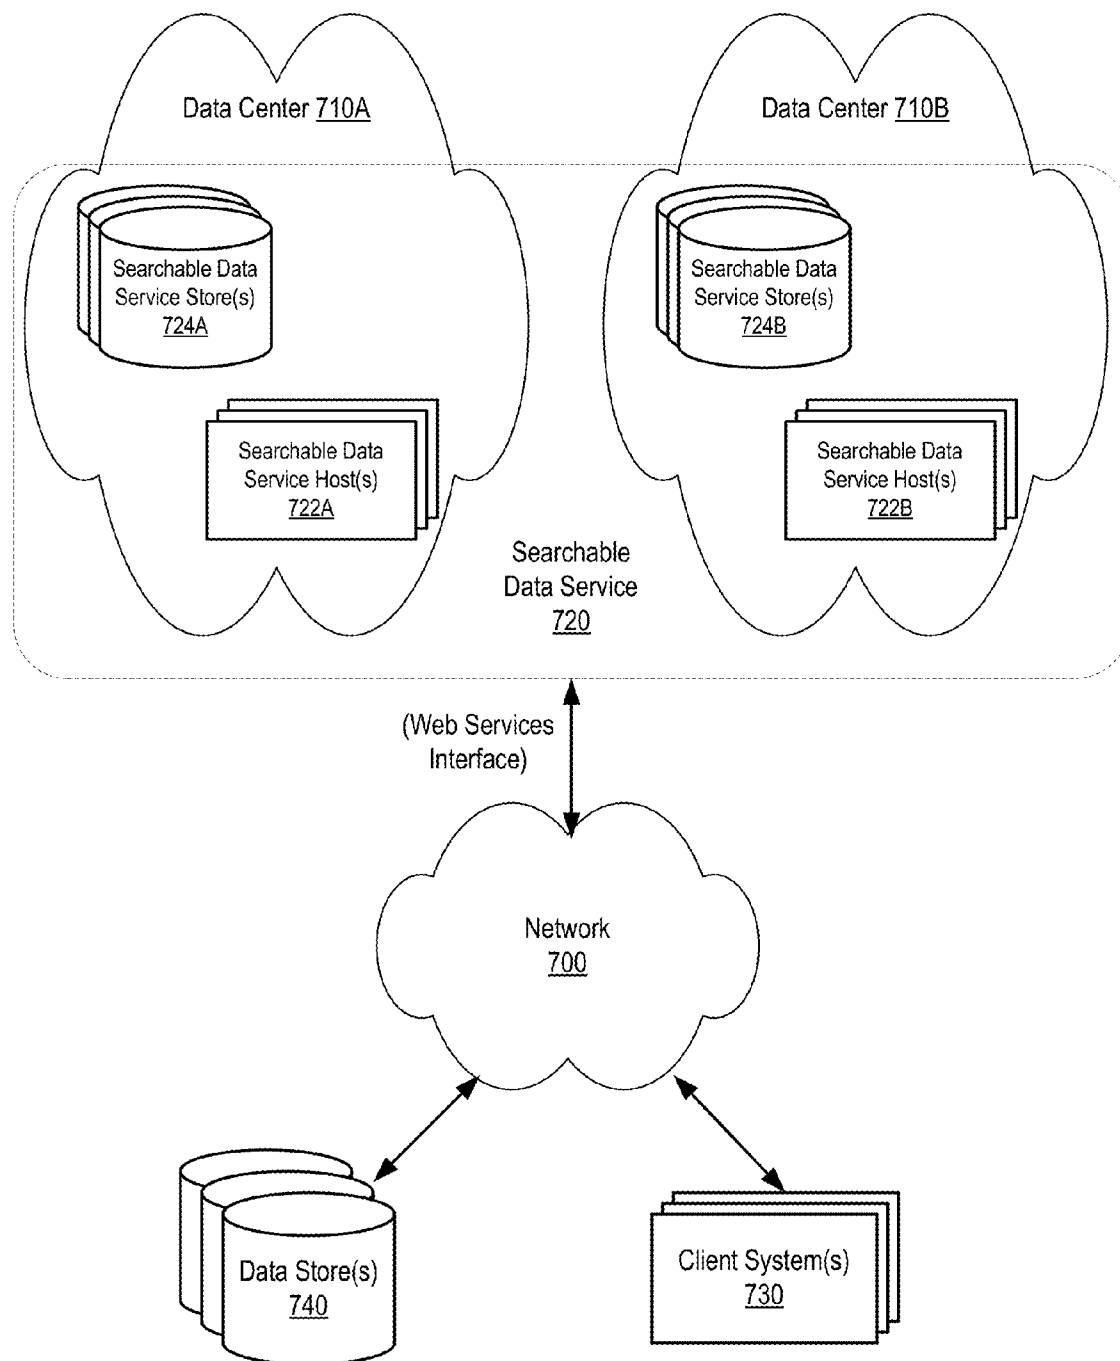 Data Center 710A
Data Center 710B
Searchable Data
Service Store(s)
724A
Searchable Data
Service Store(s)
724B
Searchable Data
Service Host(s)
722A
Searchable Data
Service Host(s)
722B
Searchable
Data Service
720
(Web Services
Interface)
Network
700
Data Store(s)
740
Client System(s)
730